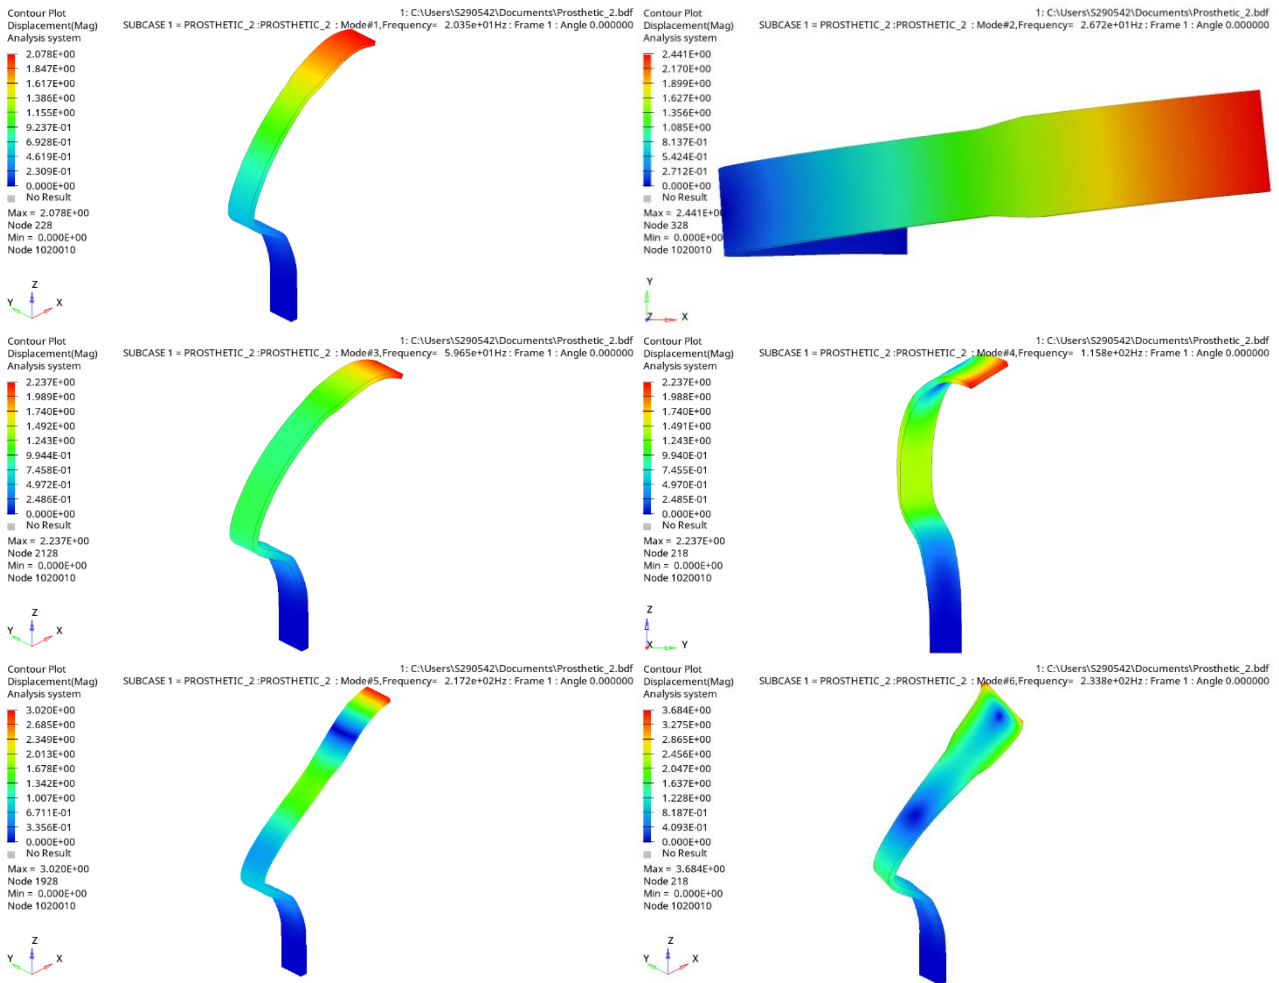 Contour Plot
Displacement(Mag)
Analysis system
1: C:\Users\S290542\Documents\Prosthetic_2.bdf
SUBCASE 1 = PROSTHETIC_2 :PROSTHETIC_2 : Mode#1,Frequency= 2.035e+01Hz : Frame 1 : Angle 0.000000
2.078E+00
1.847E+00
1.617E+00
1.386E+00
1.155E+00
9.237E-01
6.928E-01
4.619E-01
2.309E-01
0.000E+00
No Result
Max = 2.078E+00
Node 228
Min = 0.000E+00
Node 1020010
Z
Y
X
Contour Plot
Displacement(Mag)
Analysis system
1: C:\Users\S290542\Documents\Prosthetic_2.bdf
SUBCASE 1 = PROSTHETIC_2 :PROSTHETIC_2 : Mode#2,Frequency= 2.672e+01Hz : Frame 1 : Angle 0.000000
2.441E+00
2.170E+00
1.899E+00
1.627E+00
1.356E+00
1.085E+00
8.137E-01
5.424E-01
2.712E-01
0.000E+00
No Result
Max = 2.441E+00
Node 328
Min = 0.000E+00
Node 1020010
Y
Z
X
Contour Plot
Displacement(Mag)
Analysis system
1: C:\Users\S290542\Documents\Prosthetic_2.bdf
SUBCASE 1 = PROSTHETIC_2 :PROSTHETIC_2 : Mode#3,Frequency= 5.965e+01Hz : Frame 1 : Angle 0.000000
2.237E+00
1.989E+00
1.740E+00
1.492E+00
1.243E+00
9.944E-01
7.458E-01
4.972E-01
2.486E-01
0.000E+00
No Result
Max = 2.237E+00
Node 2128
Min = 0.000E+00
Node 1020010
Z
Y
X
Contour Plot
Displacement(Mag)
Analysis system
1: C:\Users\S290542\Documents\Prosthetic_2.bdf
SUBCASE 1 = PROSTHETIC_2 :PROSTHETIC_2 : Mode#4,Frequency= 1.158e+02Hz : Frame 1 : Angle 0.000000
2.237E+00
1.988E+00
1.740E+00
1.491E+00
1.243E+00
9.940E-01
7.455E-01
4.970E-01
2.485E-01
0.000E+00
No Result
Max = 2.237E+00
Node 218
Min = 0.000E+00
Node 1020010
Z
X
Y
Contour Plot
Displacement(Mag)
Analysis system
1: C:\Users\S290542\Documents\Prosthetic_2.bdf
SUBCASE 1 = PROSTHETIC_2 :PROSTHETIC_2 : Mode#5,Frequency= 2.172e+02Hz : Frame 1 : Angle 0.000000
3.020E+00
2.685E+00
2.349E+00
2.013E+00
1.678E+00
1.342E+00
1.007E+00
6.711E-01
3.356E-01
0.000E+00
No Result
Max = 3.020E+00
Node 1928
Min = 0.000E+00
Node 1020010
Z
Y
X
Contour Plot
Displacement(Mag)
Analysis system
1: C:\Users\S290542\Documents\Prosthetic_2.bdf
SUBCASE 1 = PROSTHETIC_2 :PROSTHETIC_2 : Mode#6,Frequency= 2.338e+02Hz : Frame 1 : Angle 0.000000
3.684E+00
3.275E+00
2.865E+00
2.456E+00
2.047E+00
1.637E+00
1.228E+00
8.187E-01
4.093E-01
0.000E+00
No Result
Max = 3.684E+00
Node 218
Min = 0.000E+00
Node 1020010
Z
Y
X